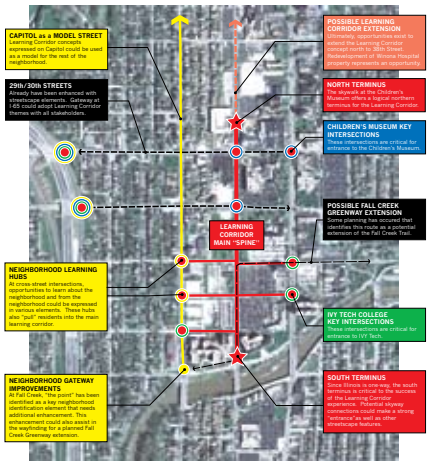 CAPITOL as a MODEL STREET
Learning Corridor concepts
expressed on Capitol could be used
as a model for the rest of the
neighborhood.
29th/30th STREETS
Already have been enhanced with
streetscape elements. Gateway at
I-65 could adopt Learning Corridor
themes with all stakeholders.
POSSIBLE LEARNING
CORRIDOR EXTENSION
Ultimately, opportunities exist to
extend the Learning Corridor
concept north to 38th Street.
Redevelopment of Winona Hospital
property represents an opportunity.
NORTH TERMINUS
The skywalk at the Children's
Museum offers a logical northern
terminus for the Learning Corridor.
CHILDREN'S MUSEUM KEY
INTERSECTIONS
These intersections are critical for
entrance to the Children's Museum.
POSSIBLE FALL CREEK
GREENWAY EXTENSION
Some planning has occured that
identifies this route as a potential
extension of the Fall Creek Trail.
LEARNING
CORRIDOR
MAIN "SPINE"
NEIGHBORHOOD LEARNING
HUBS
At cross-street intersections,
opportunities to learn about the
neighborhood and from the
neighborhood could be expressed
in various elements. These hubs
also "pull" residents into the main
learning corridor.
IVY TECH COLLEGE
KEY INTERSECTIONS
These intersections are critical for
entrance to IVY Tech.
NEIGHBORHOOD GATEWAY
IMPROVEMENTS
At Fall Creek, "the point" has been
identified as a key neighborhood
identification element that needs
additional enhancement. This
enhancement could also assist in
the wayfinding for a planned Fall
Creek Greenway extension.
SOUTH TERMINUS
Since Illinois is one-way, the south
terminus is critical to the success
of the Learning Corridor
experience. Potential skyway
connections could make a strong
"entrance"as well as other
streetscape features.